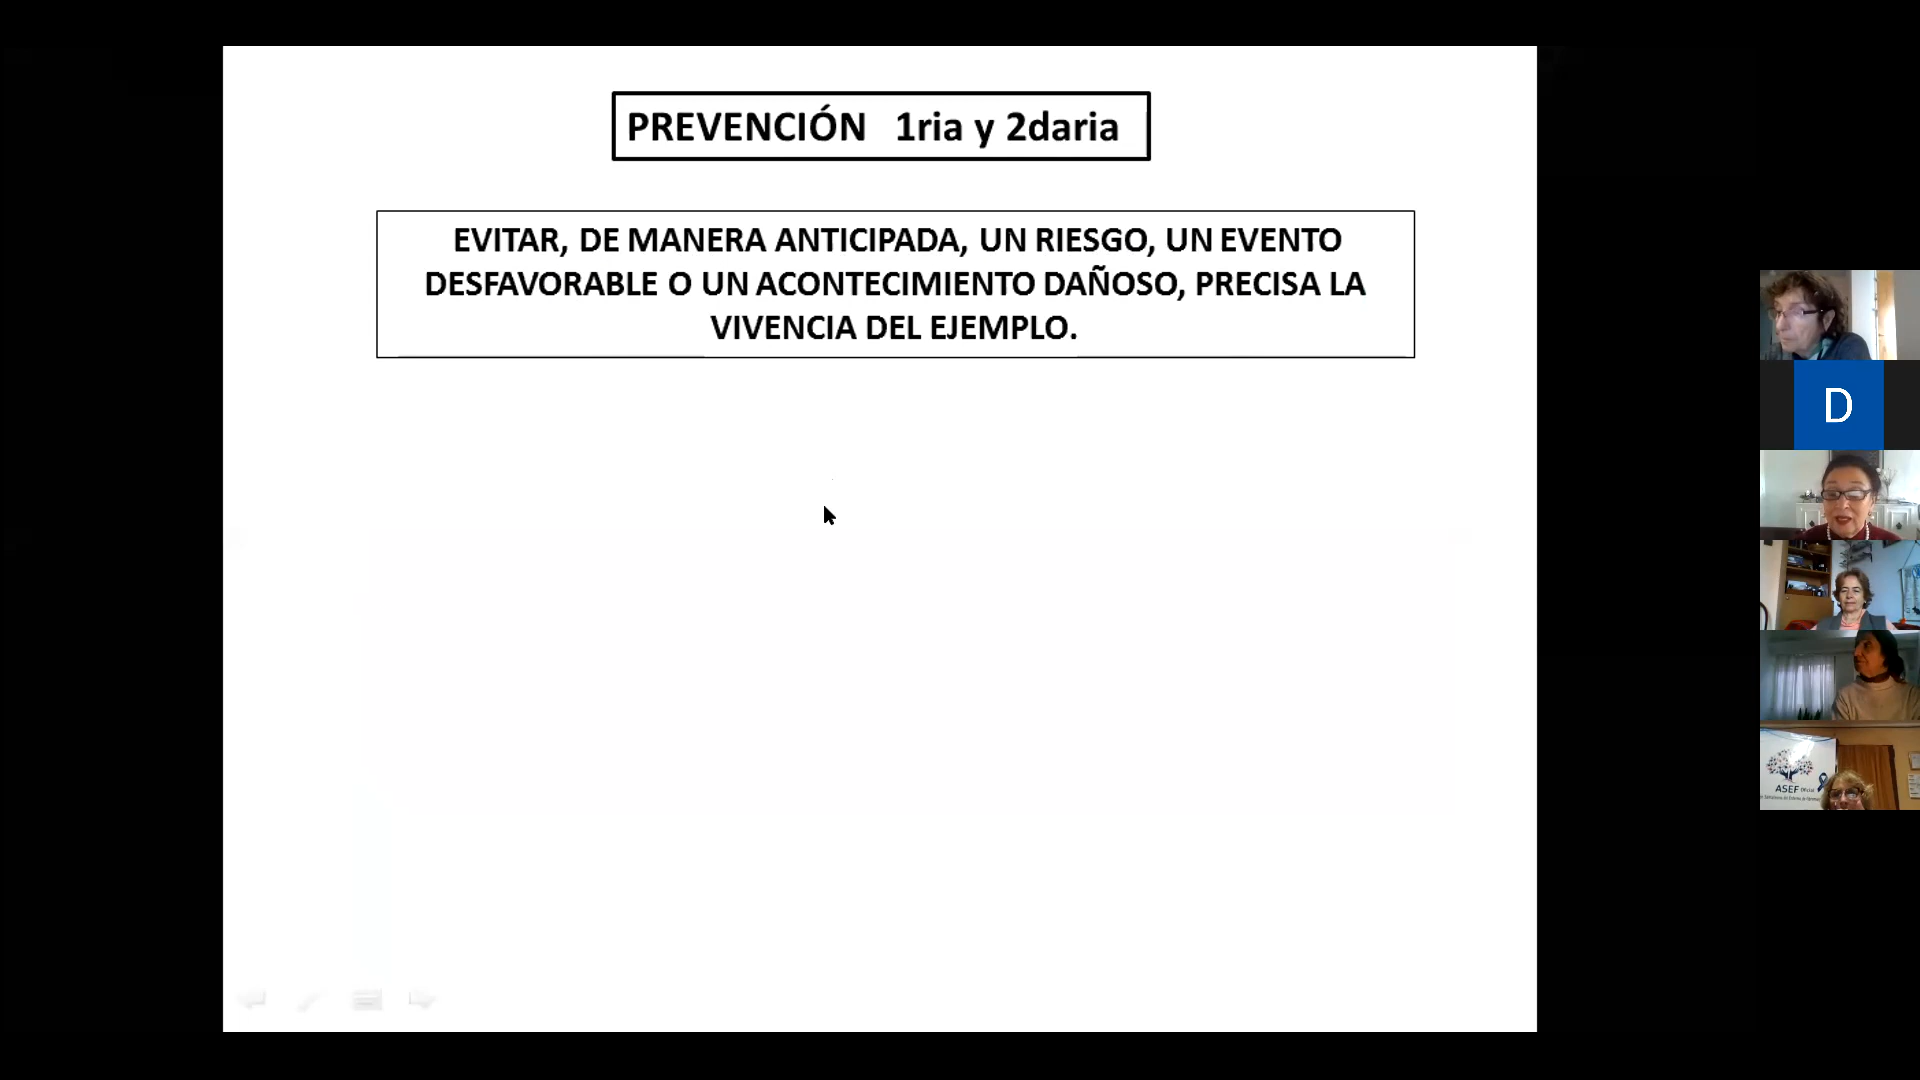 PREVENCIÓN 1ria y 2daria
EVITAR, DE MANERA ANTICIPADA, UN RIESGO, UN EVENTO
DESFAVORABLE O UN ACONTECIMIENTO DAÑOSO, PRECISA LA
VIVENCIA DEL EJEMPLO.
D
ASEF Oficial